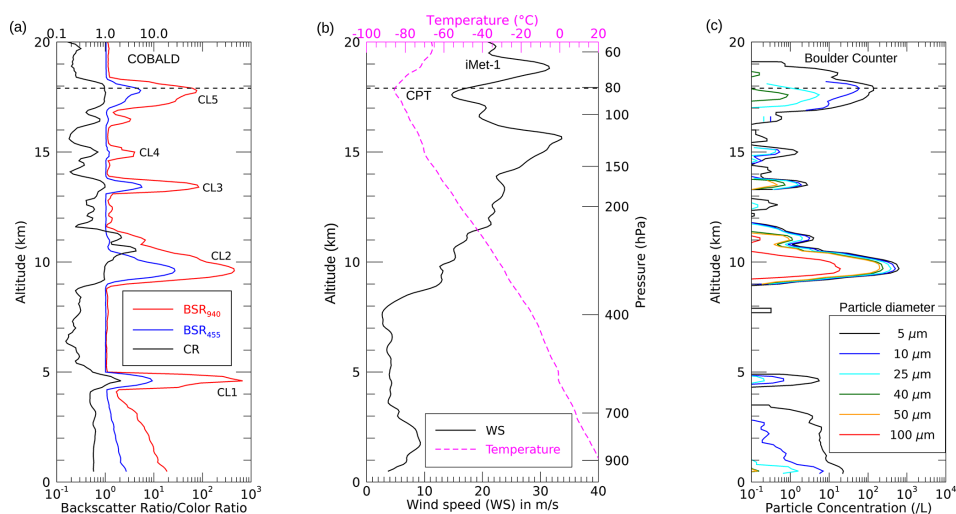 (a)
0.1 1.0 10.0
COBALD
CL5
CL4
CL3
CL2
CL1
BSR940
BSR455
CR
20
15
10
5
0
Altitude (km)
10-1 100 101 102 103
Backscatter Ratio/Color Ratio
(b)
Temperature (°C)
-100 -80 -60 -40 -20 0 20
iMet-1
CPT
WS
Temperature
20
15
10
5
0
Altitude (km)
60
80
100
150
200
400
700
900
Pressure (hPa)
0 10 20 30 40
Wind speed (WS) in m/s
(c)
Boulder Counter
Particle diameter
5 μm
10 μm
25 μm
40 μm
50 μm
100 μm
20
15
10
5
0
Altitude (km)
10-1 100 101 102 103 104
Particle Concentration (/L)